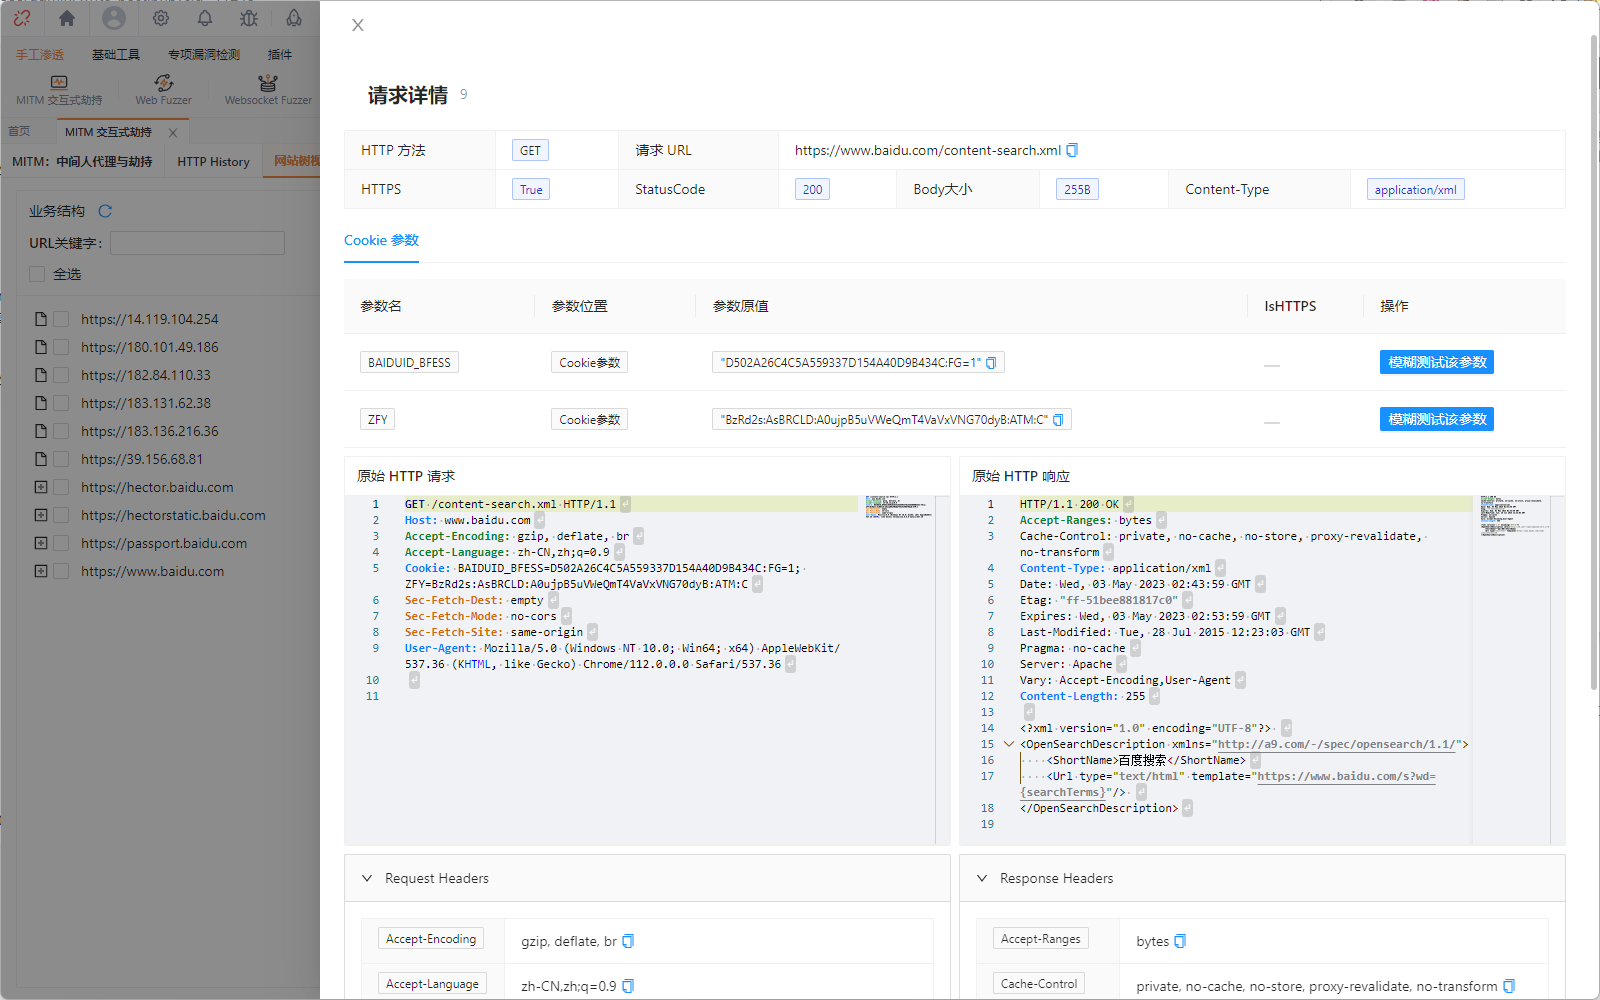 手工渗透 基础工具 专项漏洞检测 插件
MITM 交互式劫持 Web Fuzzer Websocket Fuzzer
首页 MITM 交互式劫持
MITM：中间人代理与劫持 HTTP History 网站树视
业务结构
URL关键字：
全选
https://14.119.104.254
https://180.101.49.186
https://182.84.110.33
https://183.131.62.38
https://183.136.216.36
https://39.156.68.81
https://hector.baidu.com
https://hectorstatic.baidu.com
https://passport.baidu.com
https://www.baidu.com
请求详情 9
HTTP 方法 GET 请求 URL https://www.baidu.com/content-search.xml
HTTPS True StatusCode 200 Body大小 255B Content-Type application/xml
Cookie 参数
参数名 参数位置 参数原值 IsHTTPS 操作
BAIDUID_BFESS Cookie参数 "D502A26C4C5A559337D154A40D9B434C:FG=1" — 模糊测试该参数
ZFY Cookie参数 "BzRd2s:AsBRCLD:A0ujpB5uVWeQmT4VaVxVNG70dyB:ATM:C" — 模糊测试该参数
原始 HTTP 请求
1 GET /content-search.xml HTTP/1.1
2 Host: www.baidu.com
3 Accept-Encoding: gzip, deflate, br
4 Accept-Language: zh-CN,zh;q=0.9
5 Cookie: BAIDUID_BFESS=D502A26C4C5A559337D154A40D9B434C:FG=1;
ZFY=BzRd2s:AsBRCLD:A0ujpB5uVWeQmT4VaVxVNG70dyB:ATM:C
6 Sec-Fetch-Dest: empty
7 Sec-Fetch-Mode: no-cors
8 Sec-Fetch-Site: same-origin
9 User-Agent: Mozilla/5.0 (Windows NT 10.0; Win64; x64) AppleWebKit/
537.36 (KHTML, like Gecko) Chrome/112.0.0.0 Safari/537.36
10
11
原始 HTTP 响应
1 HTTP/1.1 200 OK
2 Accept-Ranges: bytes
3 Cache-Control: private, no-cache, no-store, proxy-revalidate,
no-transform
4 Content-Type: application/xml
5 Date: Wed, 03 May 2023 02:43:59 GMT
6 Etag: "ff-51bee881817c0"
7 Expires: Wed, 03 May 2023 02:53:59 GMT
8 Last-Modified: Tue, 28 Jul 2015 12:23:03 GMT
9 Pragma: no-cache
10 Server: Apache
11 Vary: Accept-Encoding,User-Agent
12 Content-Length: 255
13
14 <?xml version="1.0" encoding="UTF-8"?>
15 <OpenSearchDescription xmlns="http://a9.com/-/spec/opensearch/1.1/">
16 <ShortName>百度搜索</ShortName>
17 <Url type="text/html" template="https://www.baidu.com/s?wd=
{searchTerms}"/>
18 </OpenSearchDescription>
19
Request Headers
Accept-Encoding gzip, deflate, br
Accept-Language zh-CN,zh;q=0.9
Response Headers
Accept-Ranges bytes
Cache-Control private, no-cache, no-store, proxy-revalidate, no-transform